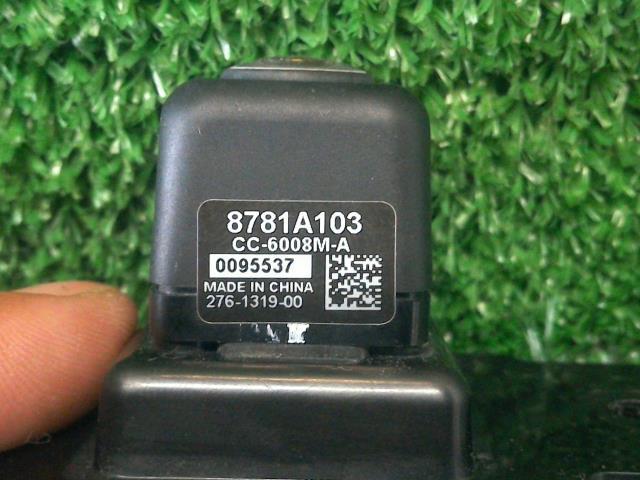 8781A103
CC-6008M-A
0095537
MADE IN CHINA
276-1319-00